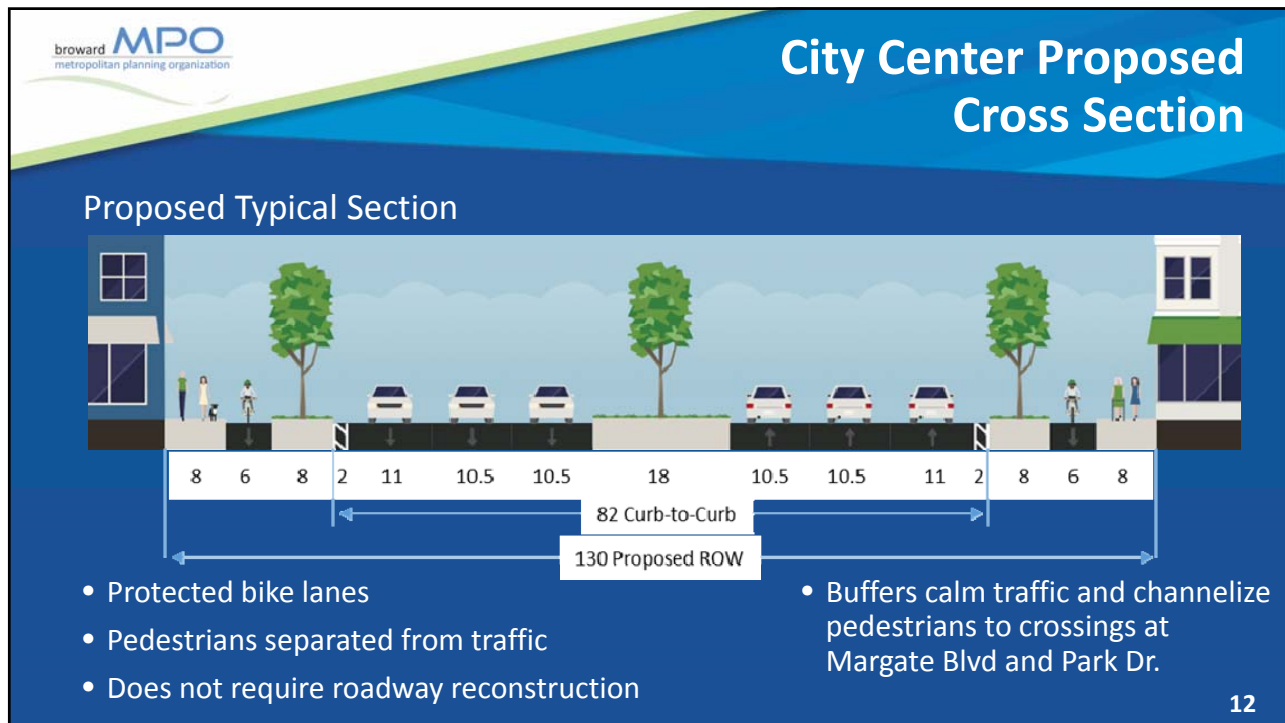 broward MPO
metropolitan planning organization
City Center Proposed
Cross Section
Proposed Typical Section
8 6 8 2 11 10.5 10.5 18 10.5 10.5 11 2 8 6 8
82 Curb-to-Curb
130 Proposed ROW
• Protected bike lanes
• Pedestrians separated from traffic
• Does not require roadway reconstruction
• Buffers calm traffic and channelize
pedestrians to crossings at
Margate Blvd and Park Dr.
12